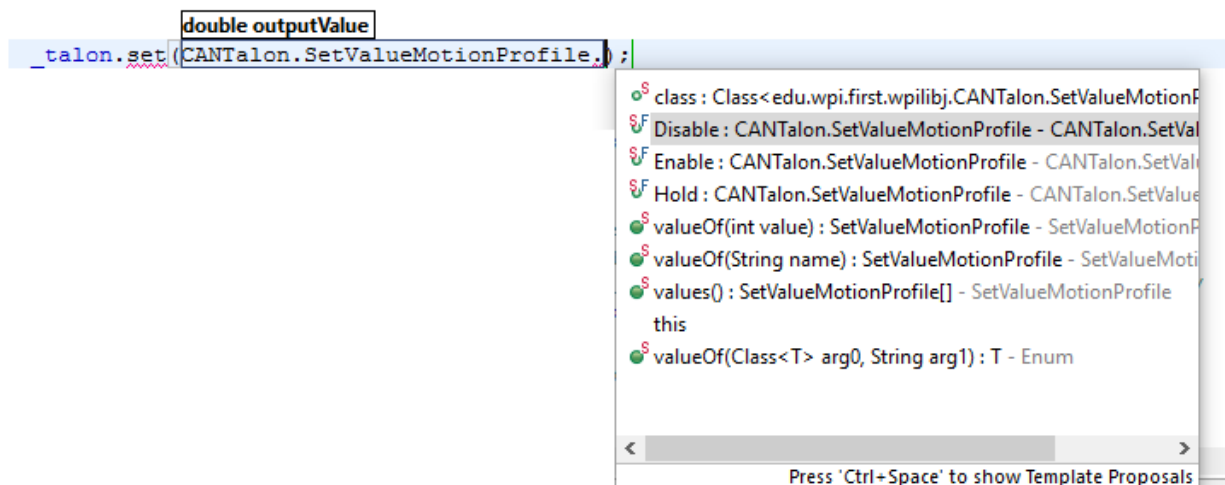 double outputValue
_talon.set(CANTalon.SetValueMotionProfile.);
class : Class<edu.wpi.first.wpilibj.CANTalon.SetValueMotionP
Disable : CANTalon.SetValueMotionProfile - CANTalon.SetVal
Enable : CANTalon.SetValueMotionProfile - CANTalon.SetValu
Hold : CANTalon.SetValueMotionProfile - CANTalon.SetValue
valueOf(int value) : SetValueMotionProfile - SetValueMotionP
valueOf(String name) : SetValueMotionProfile - SetValueMoti
values() : SetValueMotionProfile[] - SetValueMotionProfile
this
valueOf(Class<T> arg0, String arg1) : T - Enum
Press 'Ctrl+Space' to show Template Proposals